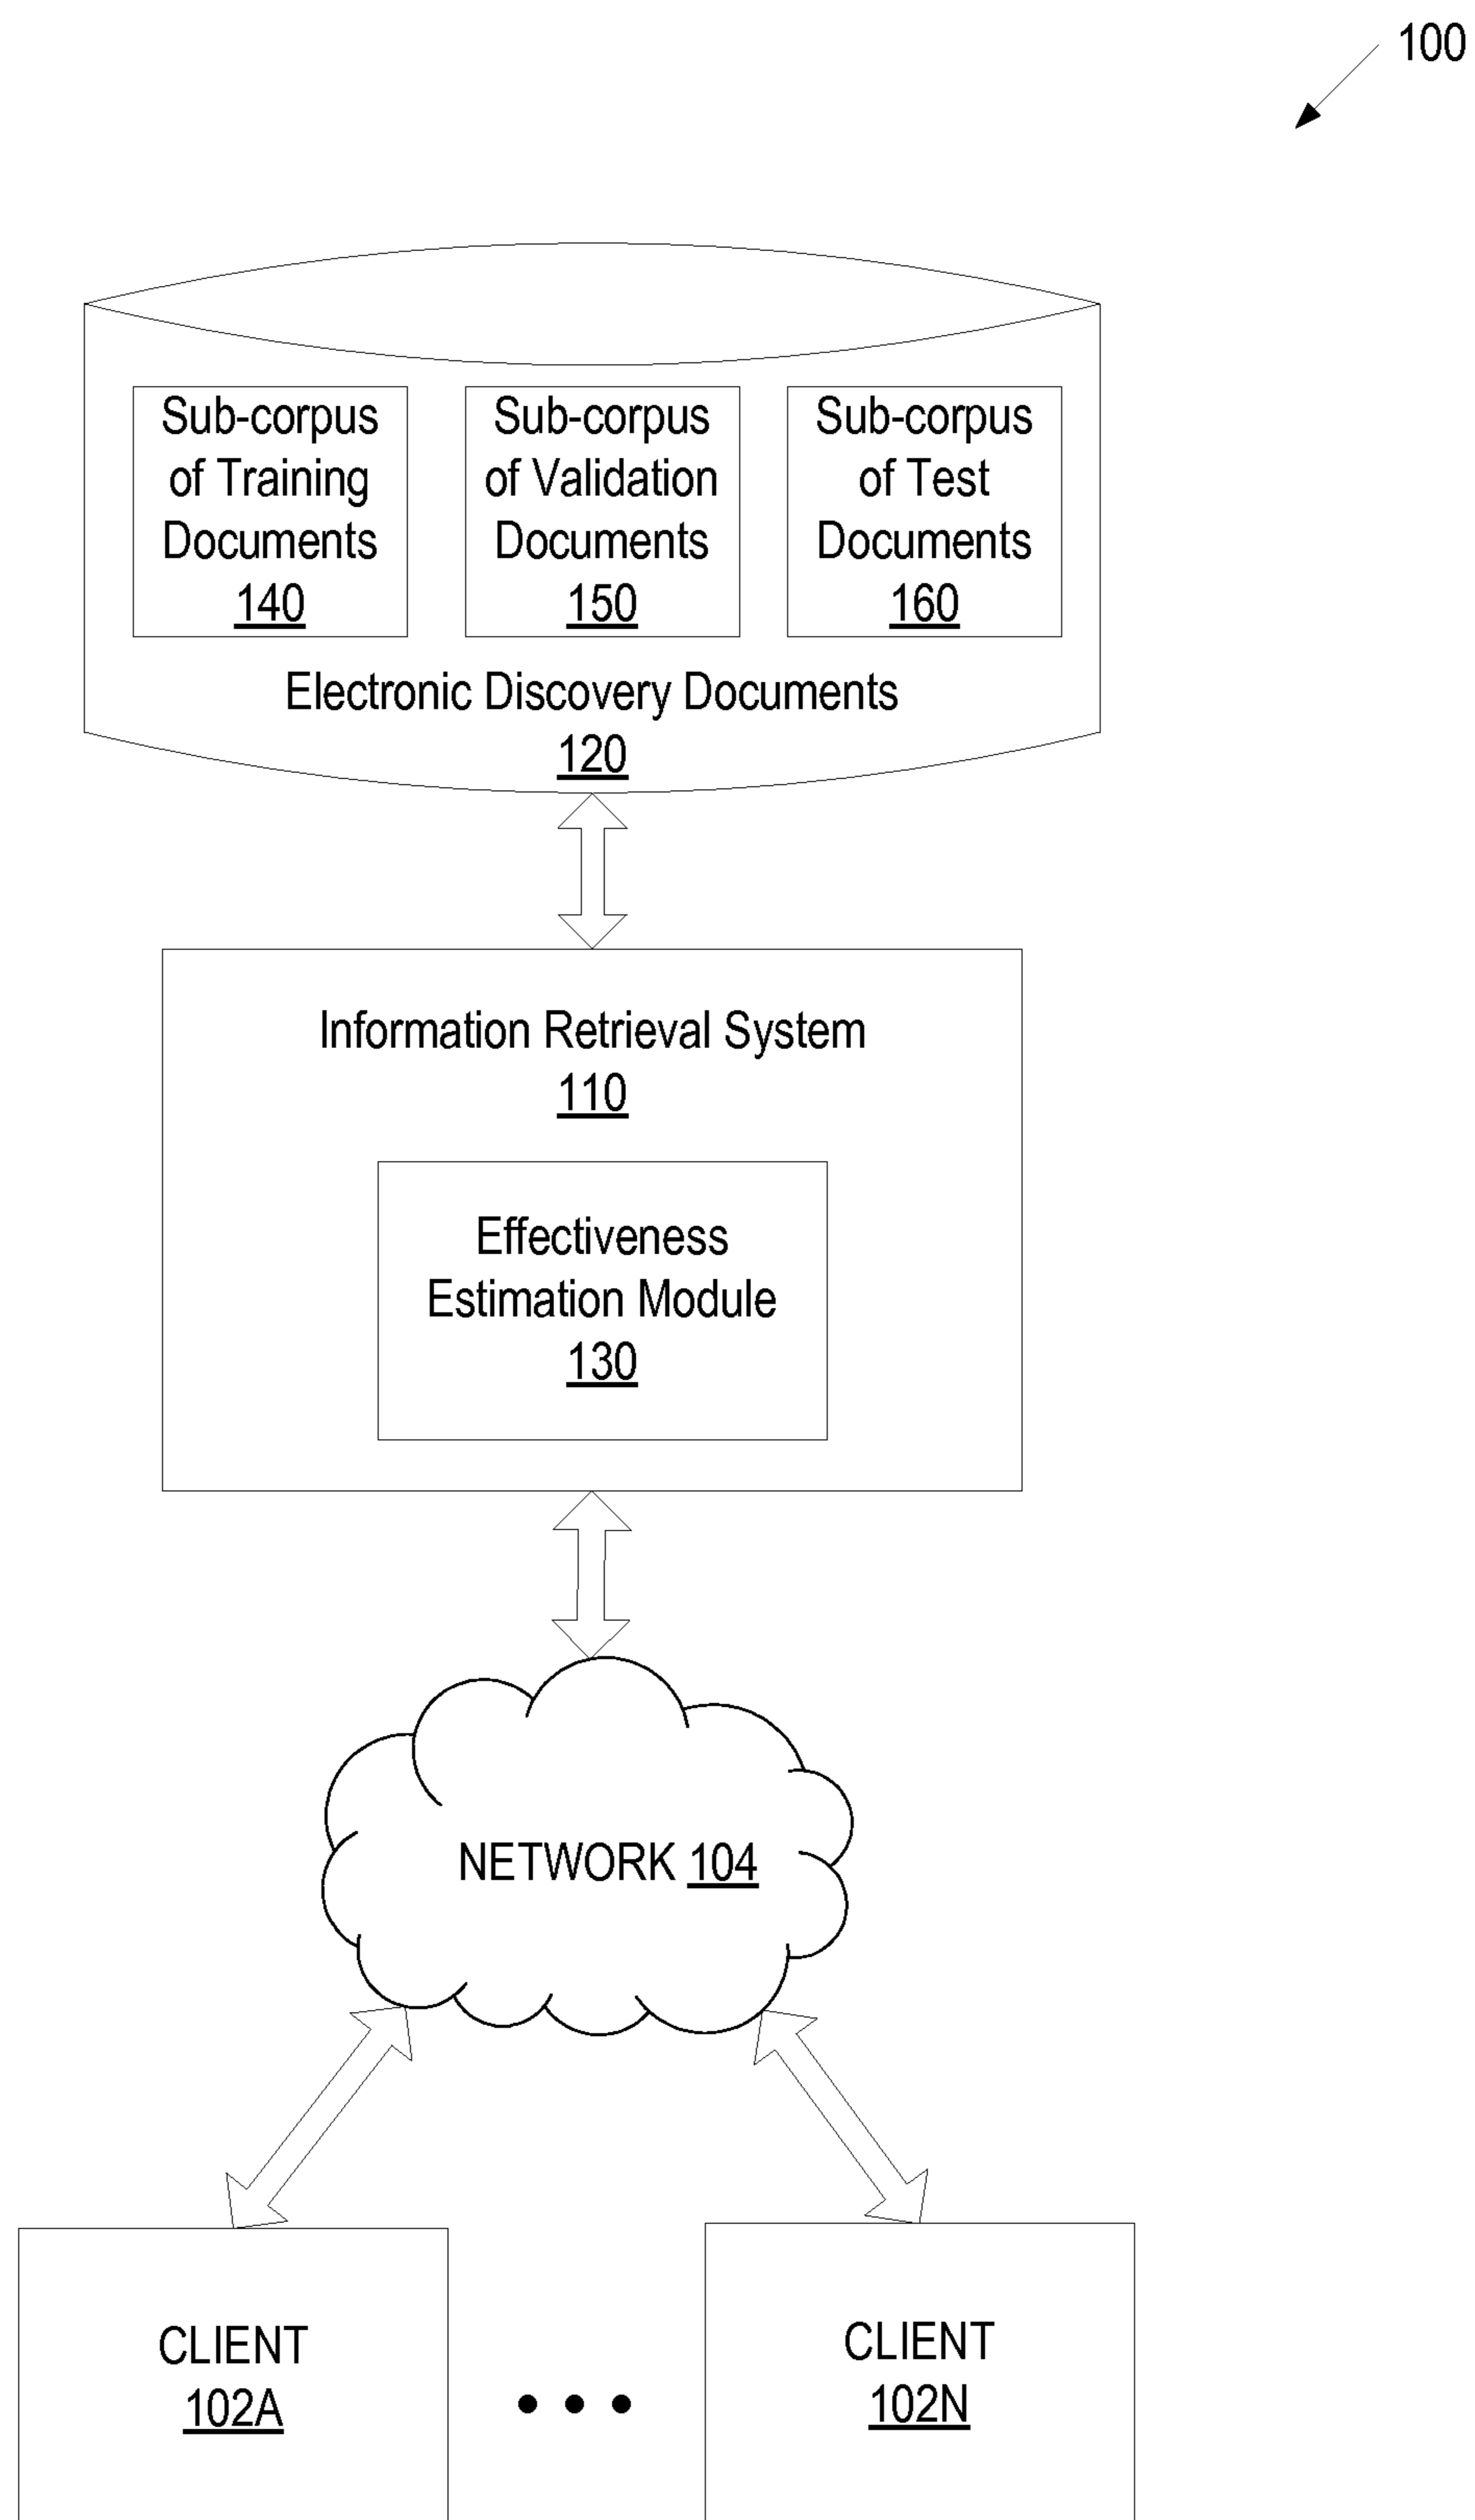 100
Sub-corpus
of Training
Documents
140
Sub-corpus
of Validation
Documents
150
Sub-corpus
of Test
Documents
160
Electronic Discovery Documents
120
Information Retrieval System
110
Effectiveness
Estimation Module
130
NETWORK 104
CLIENT
102A
CLIENT
102N